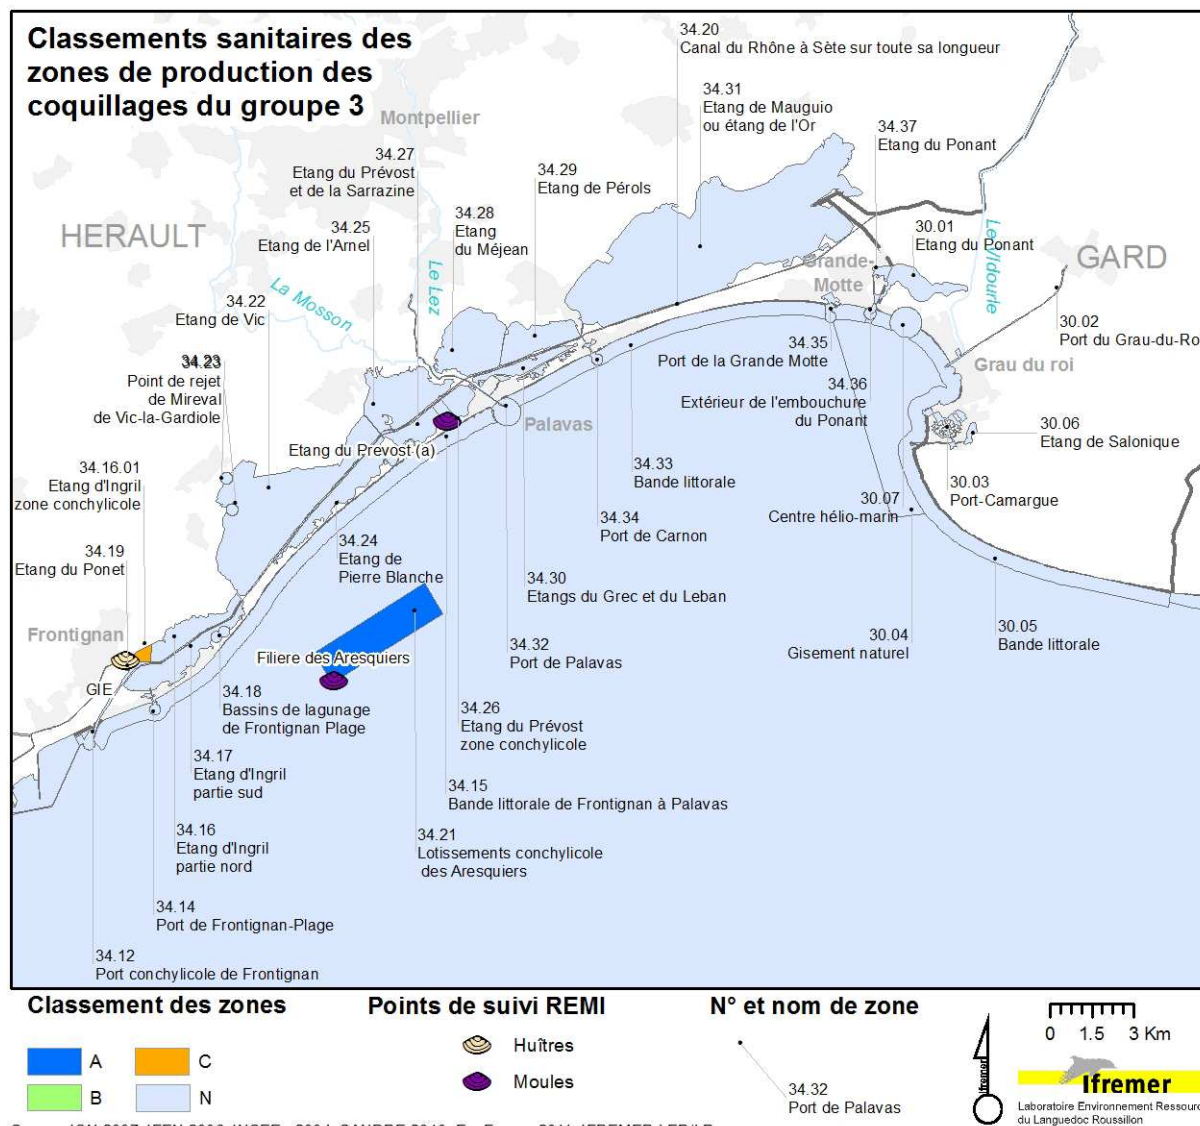 Classements sanitaires des
zones de production des
coquillages du groupe 3
34.20
Canal du Rhône à Sète sur toute sa longueur
34.31
Etang de Mauguio
ou étang de l'Or
34.37
Etang du Ponant
Montpellier
34.27
Etang du Prévost
et de la Sarrazine
34.29
Etang de Pérols
34.28
Etang
du Méjean
34.25
Etang de l'Arnel
30.01
Etang du Ponant
HERAULT
GARD
Le Lez
La Mosson
Le Vidourle
Grande-
Motte
34.22
Etang de Vic
30.02
Port du Grau-du-Ro
34.23
Point de rejet
de Mireval
de Vic-la-Gardiole
34.35
Port de la Grande Motte
Grau du roi
34.36
Extérieur de l'embouchure
du Ponant
Palavas
30.06
Etang de Salonique
Etang du Prevost (a)
34.16.01
Etang d'Ingril
zone conchylicole
34.33
Bande littorale
30.03
Port-Camargue
30.07
Centre hélio-marin
34.34
Port de Carnon
34.19
Etang du Ponet
34.24
Etang de
Pierre Blanche
34.30
Etangs du Grec et du Leban
Frontignan
30.04
Gisement naturel
30.05
Bande littorale
34.32
Port de Palavas
Filiere des Aresquiers
GIE
34.18
Bassins de lagunage
de Frontignan Plage
34.26
Etang du Prévost
zone conchylicole
34.17
Etang d'Ingril
partie sud
34.15
Bande littorale de Frontignan à Palavas
34.16
Etang d'Ingril
partie nord
34.21
Lotissements conchylicole
des Aresquiers
34.14
Port de Frontignan-Plage
34.12
Port conchylicole de Frontignan
Classement des zones
A
C
B
N
Points de suivi REMI
Huîtres
Moules
N° et nom de zone
34.32
Port de Palavas
Ifremer
0 1.5 3 Km
Ifremer
Laboratoire Environnement Ressourc
du Languedoc Roussillon